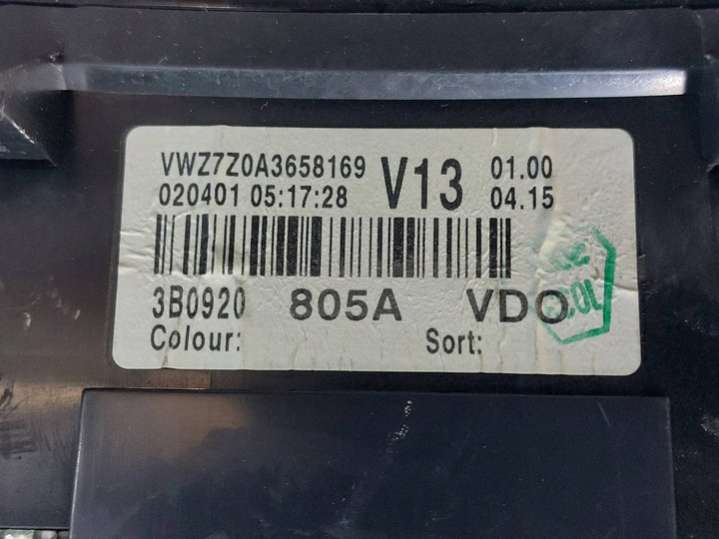 VWZ7Z0A3658169 V13 01.00
020401 05:17:28 04.15
3B0920 805A VDO
Colour: Sort: